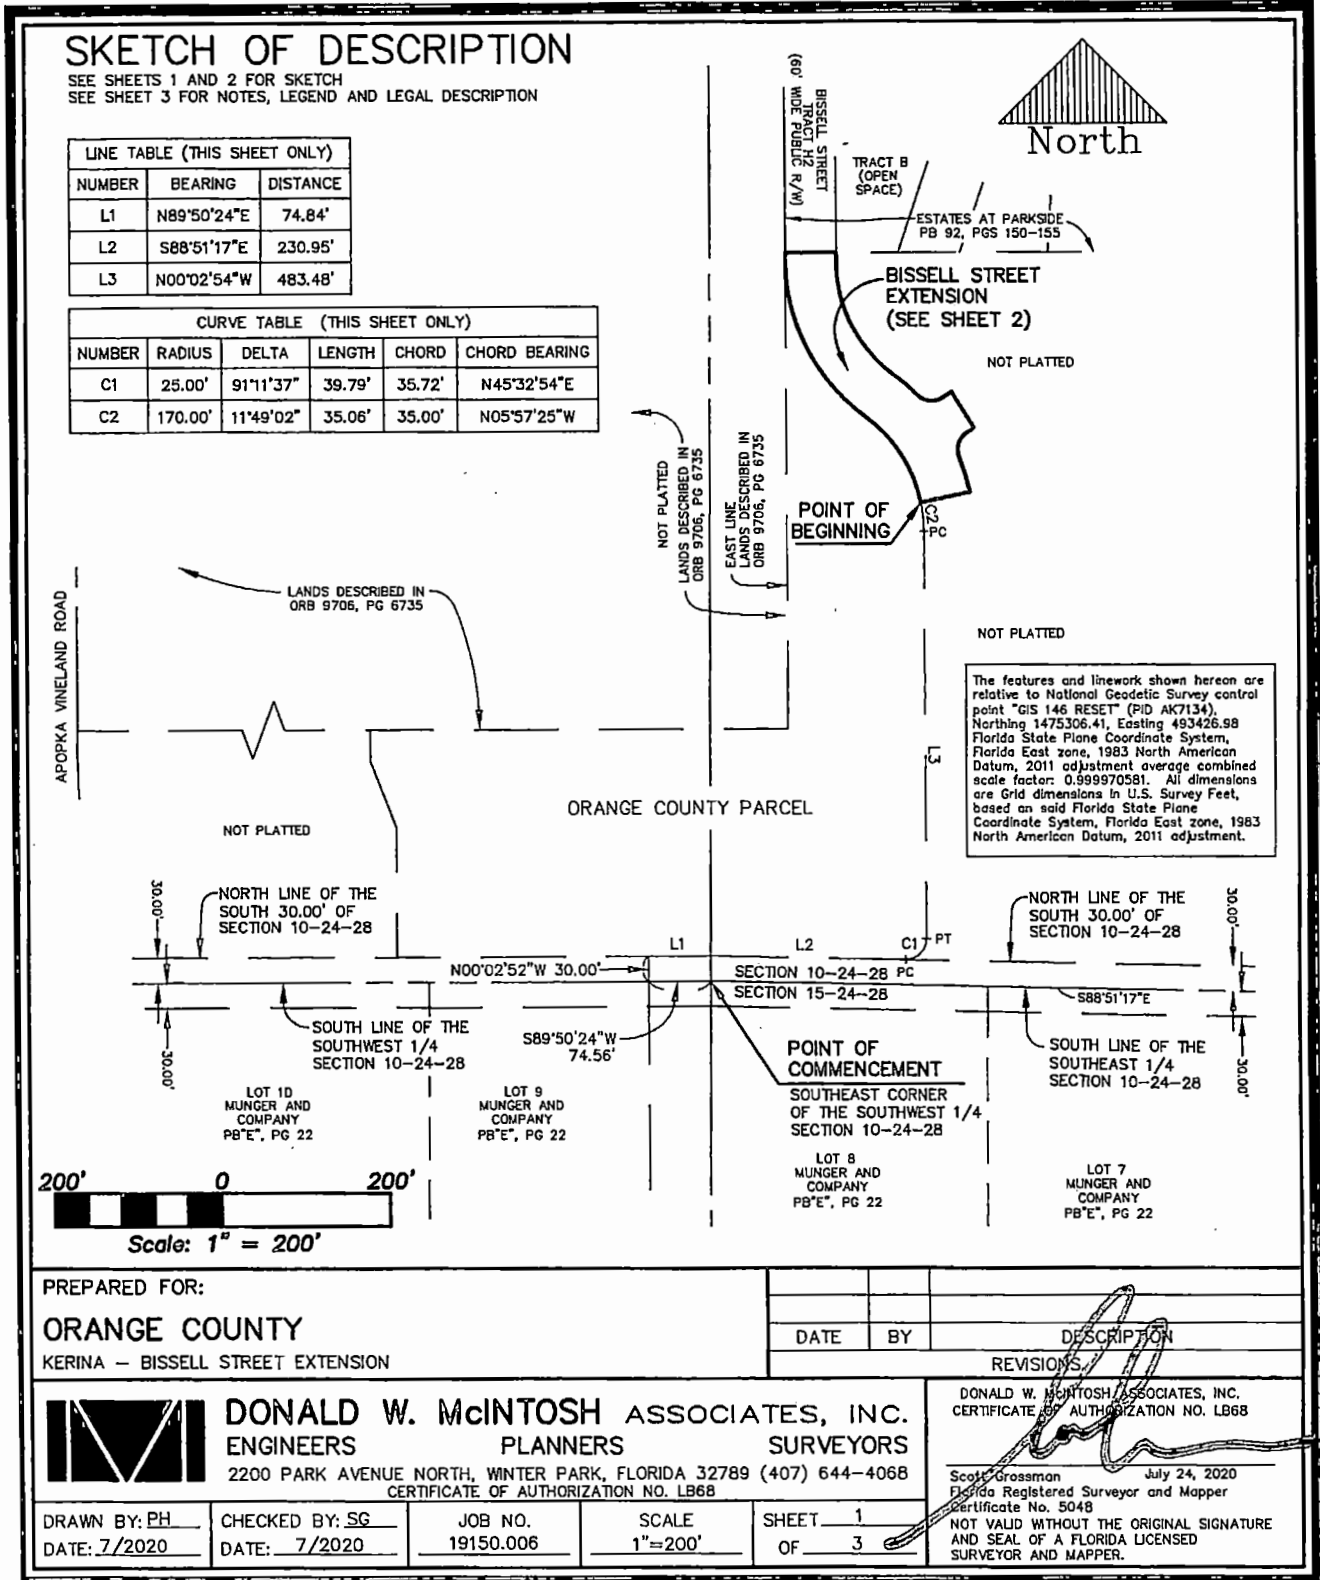 SKETCH OF DESCRIPTION
SEE SHEETS 1 AND 2 FOR SKETCH
SEE SHEET 3 FOR NOTES, LEGEND AND LEGAL DESCRIPTION
LINE TABLE (THIS SHEET ONLY)
NUMBER BEARING DISTANCE
L1 N89°50'24"E 74.84'
L2 S88°51'17"E 230.95'
L3 N00°02'54"W 483.48'
CURVE TABLE (THIS SHEET ONLY)
NUMBER RADIUS DELTA LENGTH CHORD CHORD BEARING
C1 25.00' 91°11'37" 39.79' 35.72' N45°32'54"E
C2 170.00' 11°49'02" 35.06' 35.00' N05°57'25"W
BISSELL STREET
TRACT H2
(60' WIDE PUBLIC R/W)
TRACT B
(OPEN
SPACE)
North
ESTATES AT PARKSIDE
PB 92, PGS 150-155
BISSELL STREET
EXTENSION
(SEE SHEET 2)
NOT PLATTED
NOT PLATTED
LANDS DESCRIBED IN
ORB 9706, PG 6735
EAST LINE
LANDS DESCRIBED IN
ORB 9706, PG 6735
POINT OF
BEGINNING
C2
PC
LANDS DESCRIBED IN
ORB 9706, PG 6735
APOPKA VINELAND ROAD
NOT PLATTED
The features and linework shown hereon are
relative to National Geodetic Survey control
point "GIS 146 RESET" (PID AK7134),
Northing 1475306.41, Easting 493426.98
Florida State Plane Coordinate System,
Florida East zone, 1983 North American
Datum, 2011 adjustment average combined
scale factor: 0.999970581. All dimensions
are Grid dimensions in U.S. Survey Feet,
based on said Florida State Plane
Coordinate System, Florida East zone, 1983
North American Datum, 2011 adjustment.
L3
ORANGE COUNTY PARCEL
NOT PLATTED
30.00'
NORTH LINE OF THE
SOUTH 30.00' OF
SECTION 10-24-28
NORTH LINE OF THE
SOUTH 30.00' OF
SECTION 10-24-28
30.00'
L1
L2
C1
PT
PC
N00°02'52"W 30.00'
SECTION 10-24-28
SECTION 15-24-28
S88°51'17"E
30.00'
SOUTH LINE OF THE
SOUTHWEST 1/4
SECTION 10-24-28
S89°50'24"W
74.56'
POINT OF
COMMENCEMENT
SOUTHEAST CORNER
OF THE SOUTHWEST 1/4
SECTION 10-24-28
SOUTH LINE OF THE
SOUTHEAST 1/4
SECTION 10-24-28
30.00'
LOT 10
MUNGER AND
COMPANY
PB"E", PG 22
LOT 9
MUNGER AND
COMPANY
PB"E", PG 22
LOT 8
MUNGER AND
COMPANY
PB"E", PG 22
LOT 7
MUNGER AND
COMPANY
PB"E", PG 22
200' 0 200'
Scale: 1" = 200'
PREPARED FOR:
ORANGE COUNTY
KERINA - BISSELL STREET EXTENSION
DATE BY DESCRIPTION
REVISIONS
DONALD W. McINTOSH ASSOCIATES, INC.
ENGINEERS PLANNERS SURVEYORS
2200 PARK AVENUE NORTH, WINTER PARK, FLORIDA 32789 (407) 644-4068
CERTIFICATE OF AUTHORIZATION NO. LB68
DONALD W. McINTOSH ASSOCIATES, INC.
CERTIFICATE OF AUTHORIZATION NO. LB68
Scott Grossman July 24, 2020
Florida Registered Surveyor and Mapper
Certificate No. 5048
NOT VALID WITHOUT THE ORIGINAL SIGNATURE
AND SEAL OF A FLORIDA LICENSED
SURVEYOR AND MAPPER.
DRAWN BY: PH
DATE: 7/2020
CHECKED BY: SG
DATE: 7/2020
JOB NO.
19150.006
SCALE
1"=200'
SHEET 1
OF 3